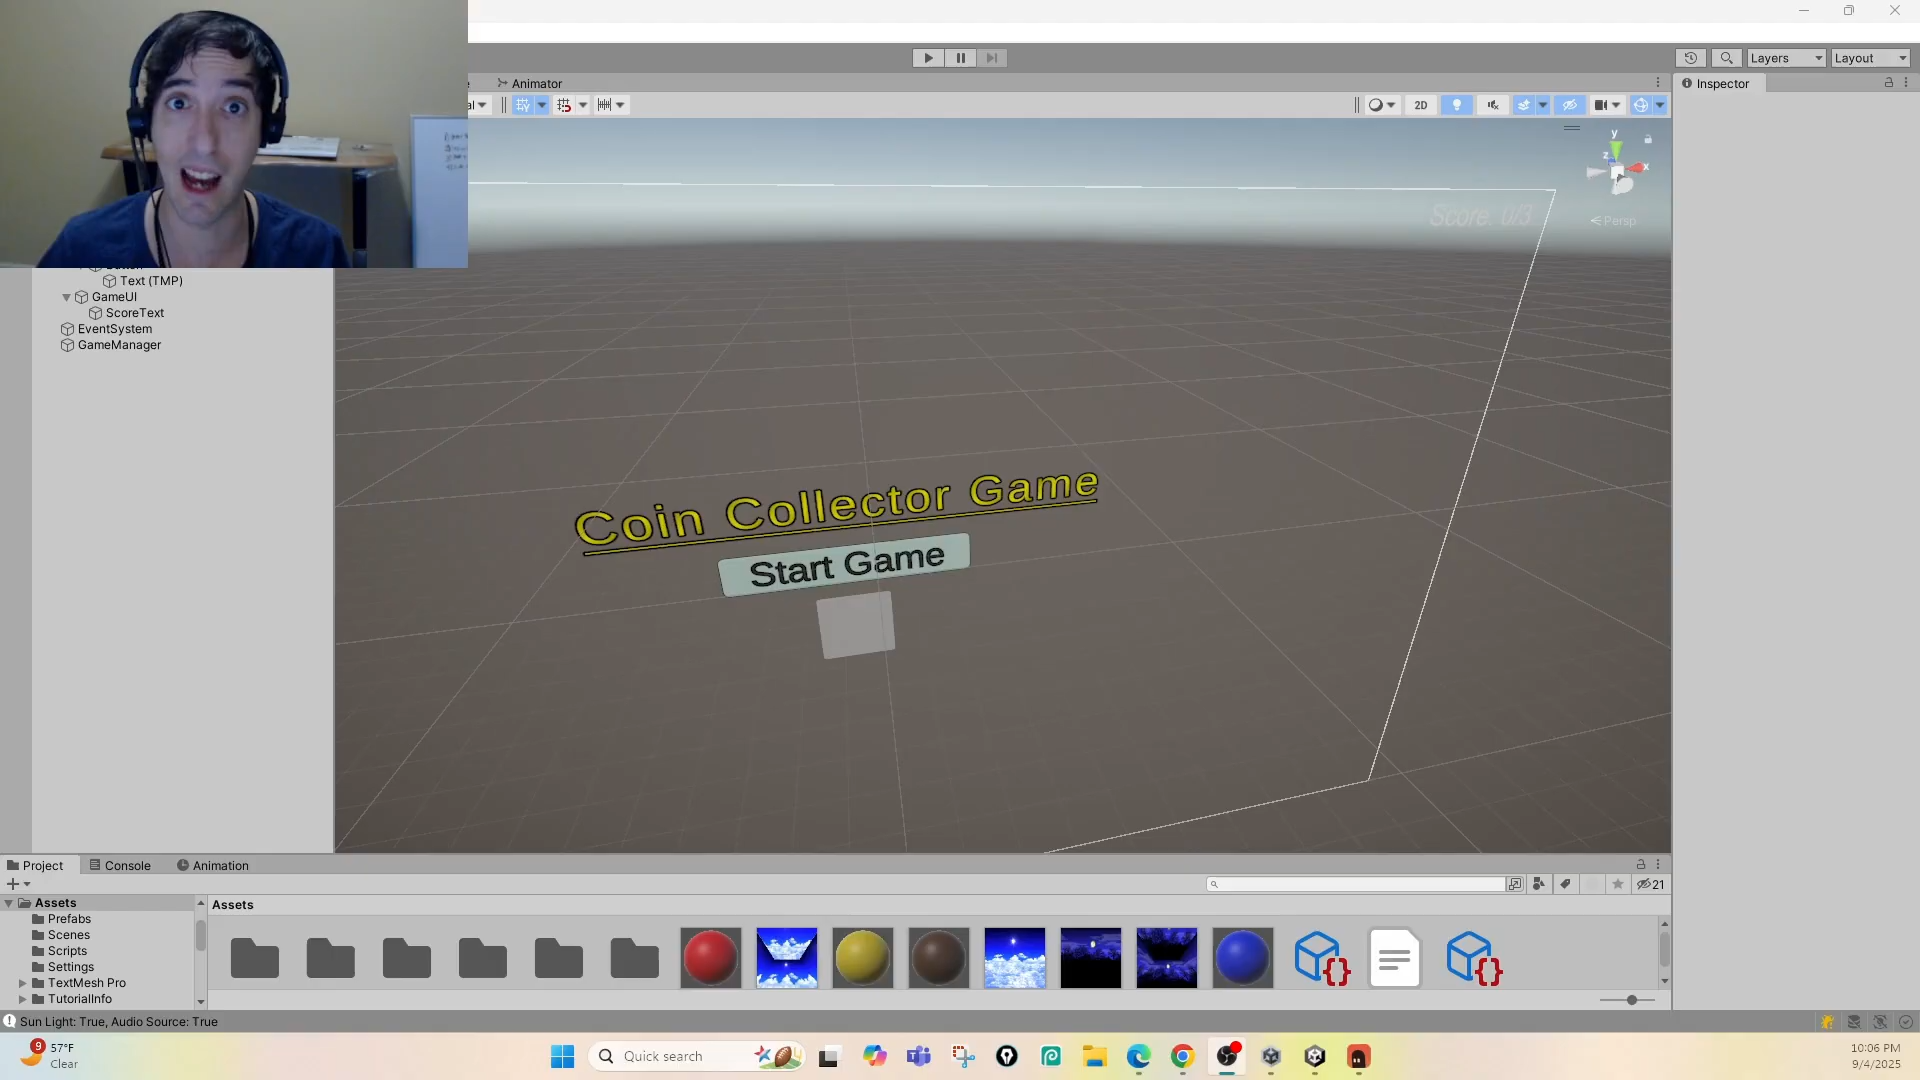 Layers
Layout
Animator
Inspector
2D
y
z
x
Persp
Score: 0/3
Text (TMP)
GameUI
ScoreText
EventSystem
GameManager
Coin Collector Game
Start Game
Project
Console
Animation
21
Assets
Prefabs
Scenes
Scripts
Settings
TextMesh Pro
TutorialInfo
Assets
Sun Light: True, Audio Source: True
9
57°F
Clear
Quick search
10:06 PM
9/4/2025